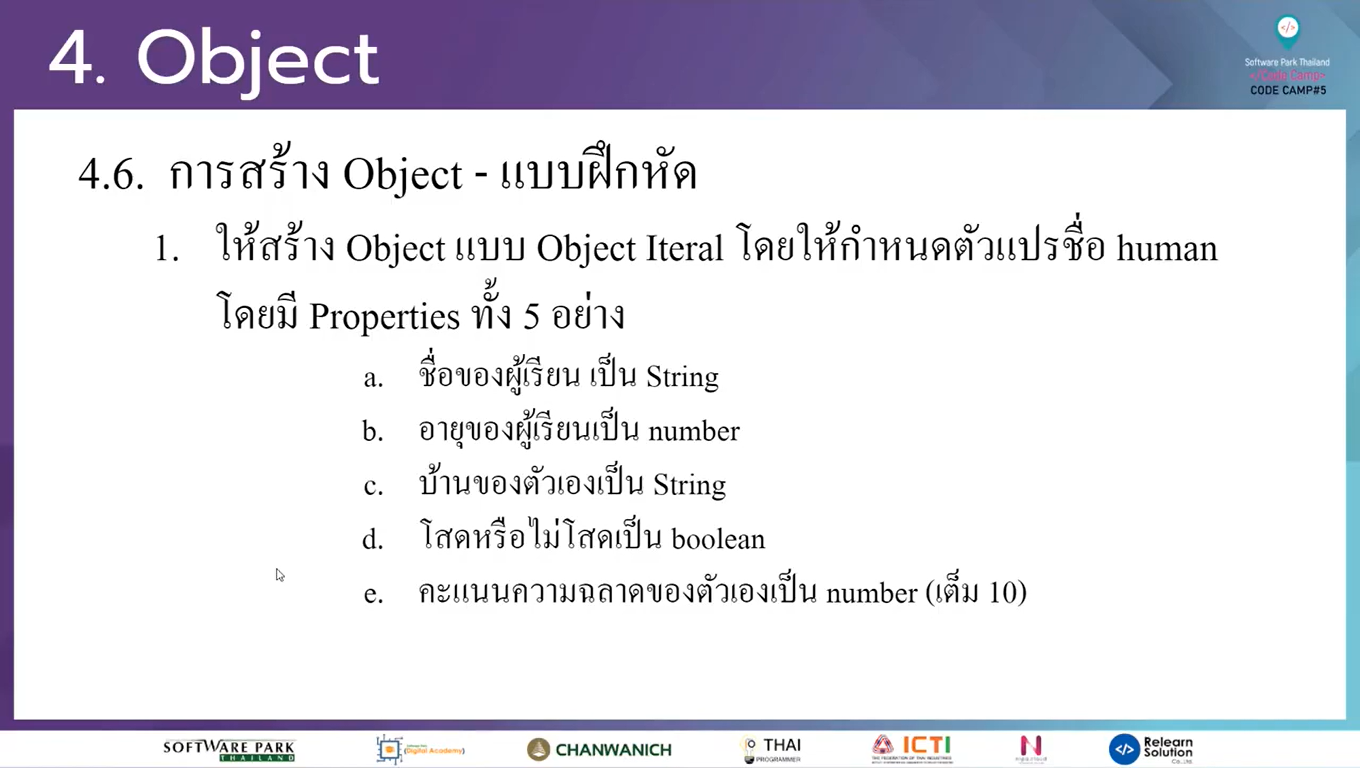 4. Object
Software Park Thailand
</Code Camp>
CODE CAMP#5
4.6. การสร้าง Object - แบบฝึกหัด
1. ให้สร้าง Object แบบ Object Iteral โดยให้กำหนดตัวแปรชื่อ human
โดยมี Properties ทั้ง 5 อย่าง
a. ชื่อของผู้เรียน เป็น String
b. อายุของผู้เรียนเป็น number
c. บ้านของตัวเองเป็น String
d. โสดหรือไม่โสดเป็น boolean
e. คะแนนความฉลาดของตัวเองเป็น number (เต็ม 10)
SOFTWARE PARK
THAILAND
(Digital Academy)
CHANWANICH
THAI
PROGRAMMER
ICTI
THE FEDERATION OF THAI INDUSTRIES
N
Relearn
Solution
Co.,Ltd.